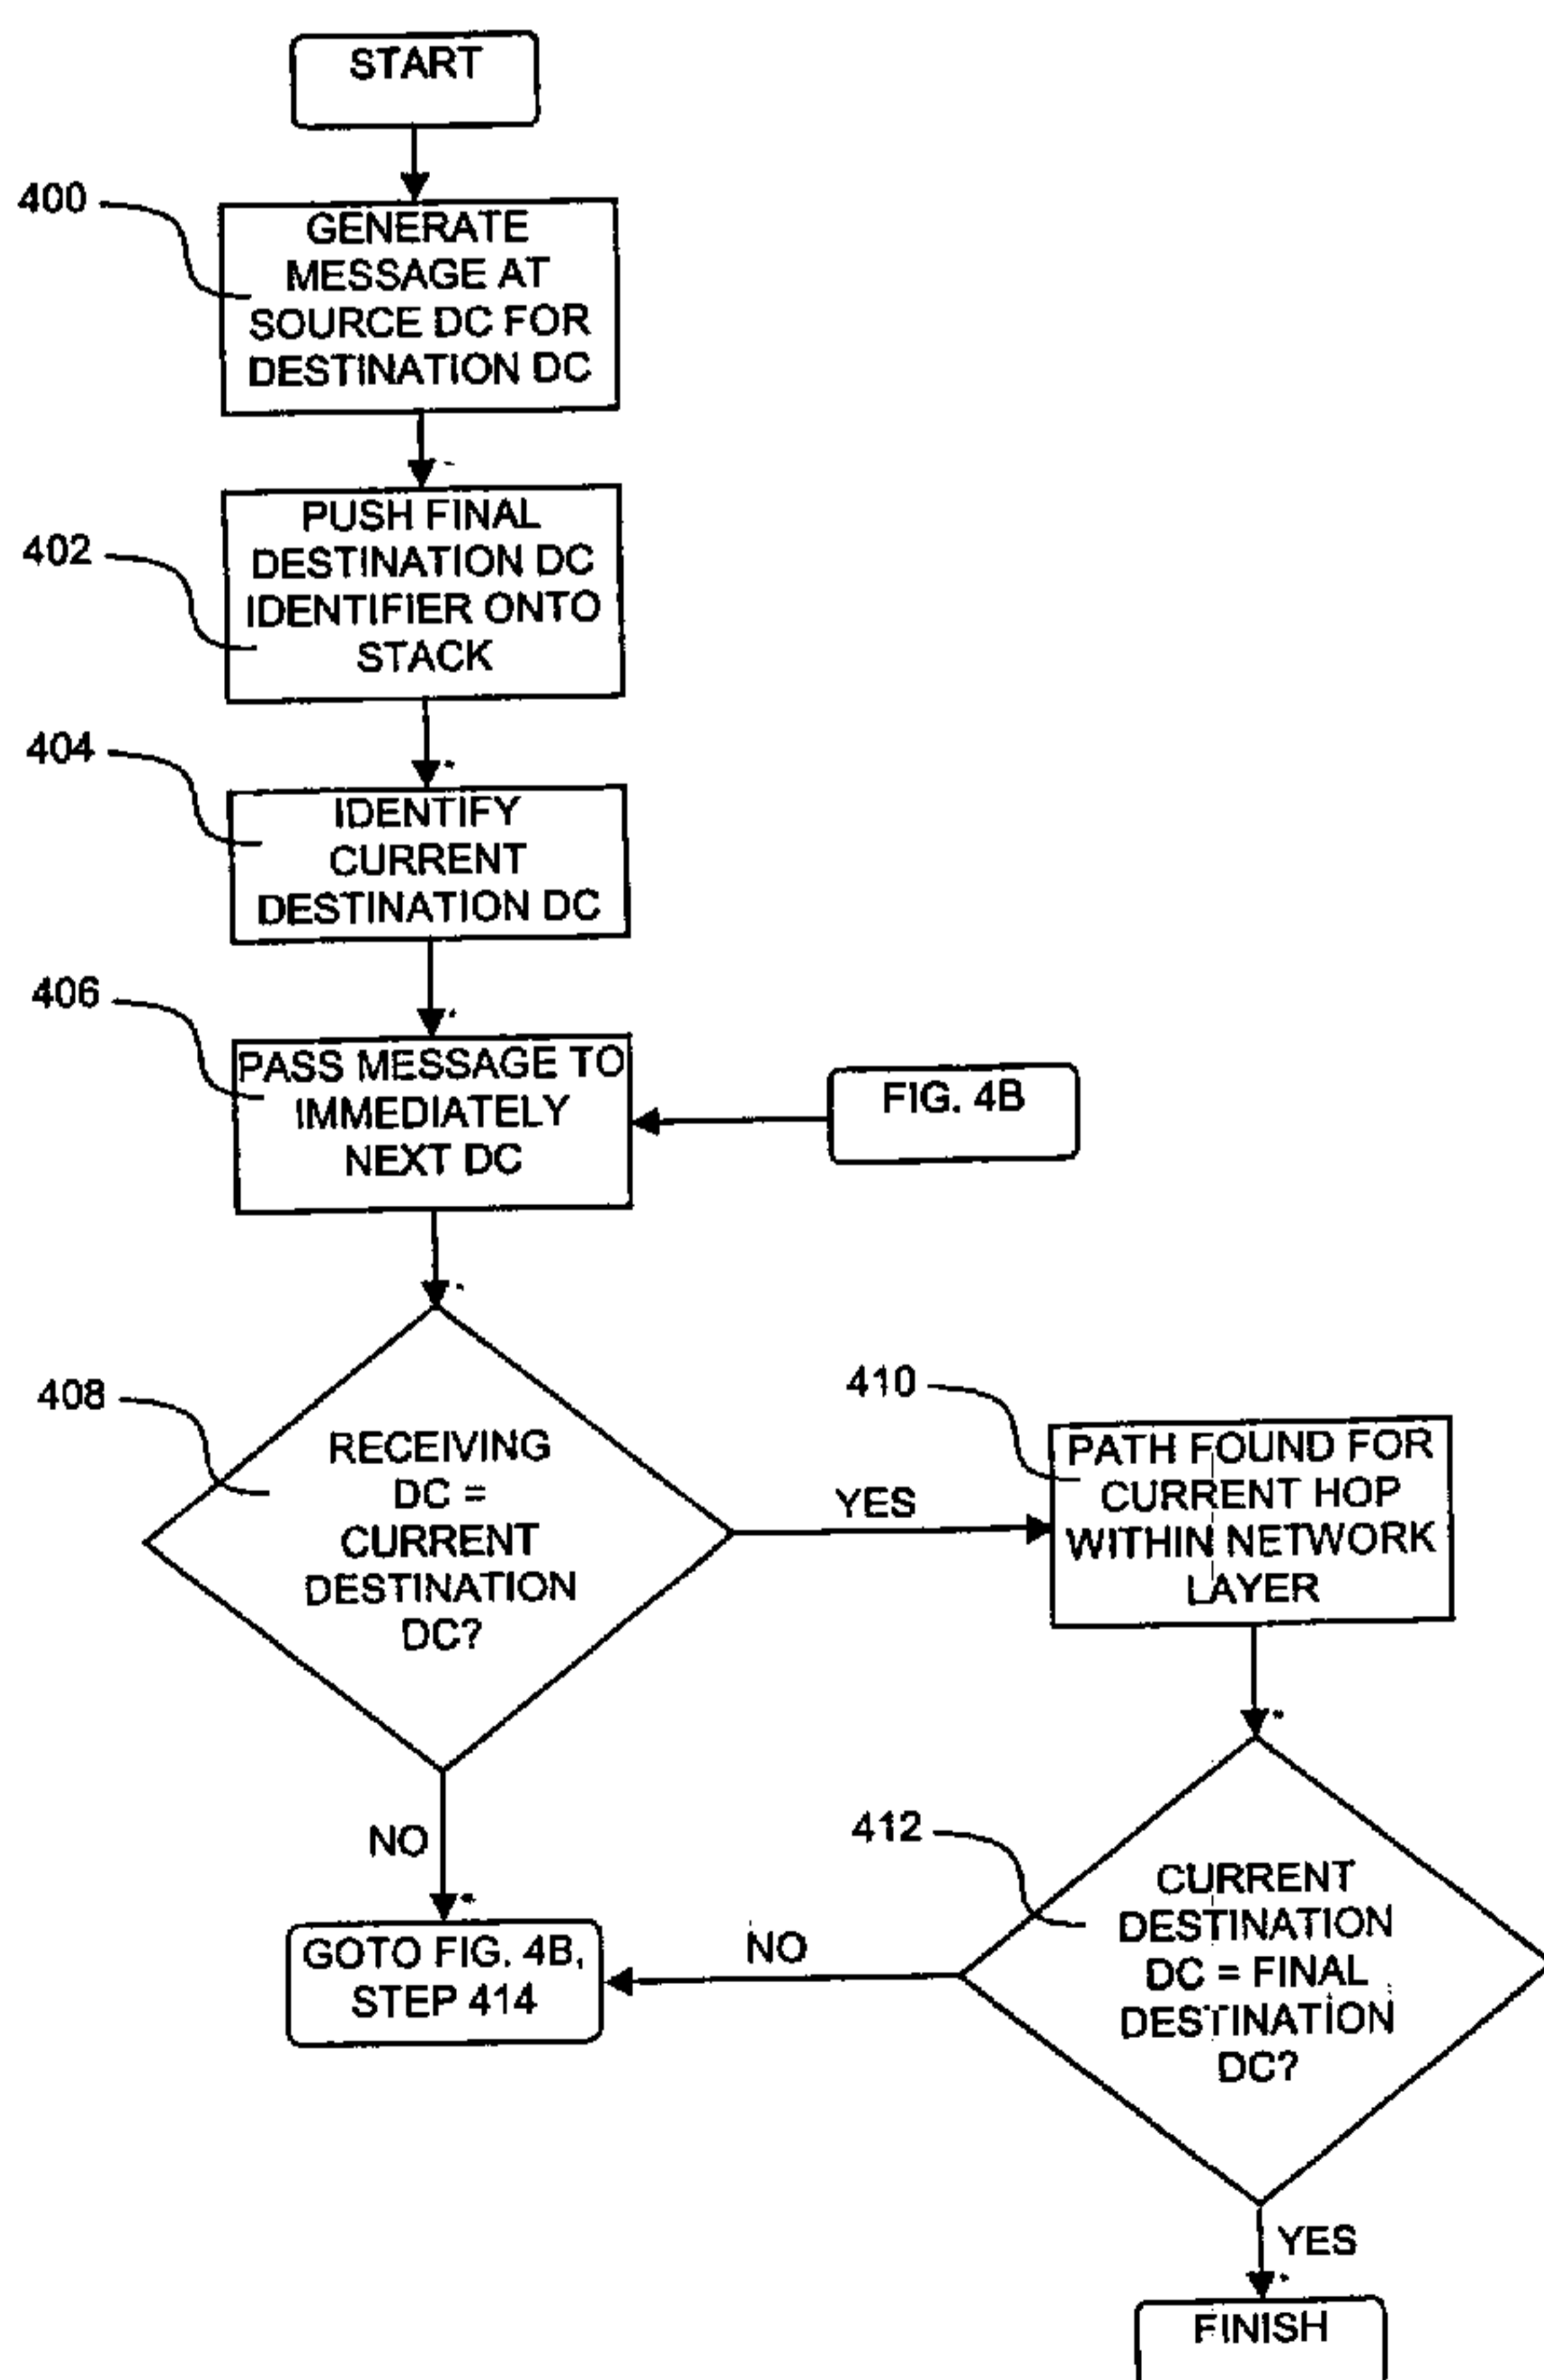 START
400
GENERATE
MESSAGE AT
SOURCE DC FOR
DESTINATION DC
402
PUSH FINAL
DESTINATION DC
IDENTIFIER ONTO
STACK
404
IDENTIFY
CURRENT
DESTINATION DC
406
PASS MESSAGE TO
IMMEDIATELY
NEXT DC
FIG. 4B
408
RECEIVING
DC =
CURRENT
DESTINATION
DC?
YES
410
PATH FOUND FOR
CURRENT HOP
WITHIN NETWORK
LAYER
NO
GOTO FIG. 4B,
STEP 414
NO
412
CURRENT
DESTINATION
DC = FINAL
DESTINATION
DC?
YES
FINISH